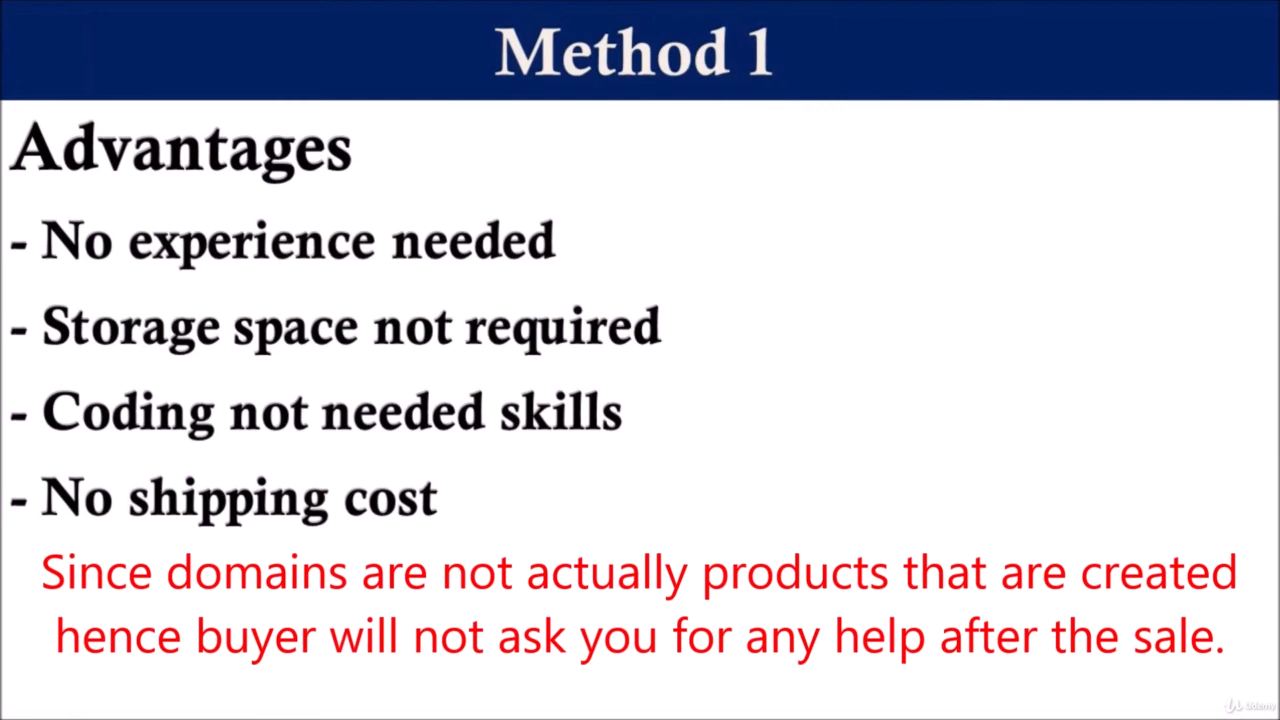 Method 1
Advantages
- No experience needed
- Storage space not required
- Coding not needed skills
- No shipping cost
Since domains are not actually products that are created
hence buyer will not ask you for any help after the sale.
Udemy